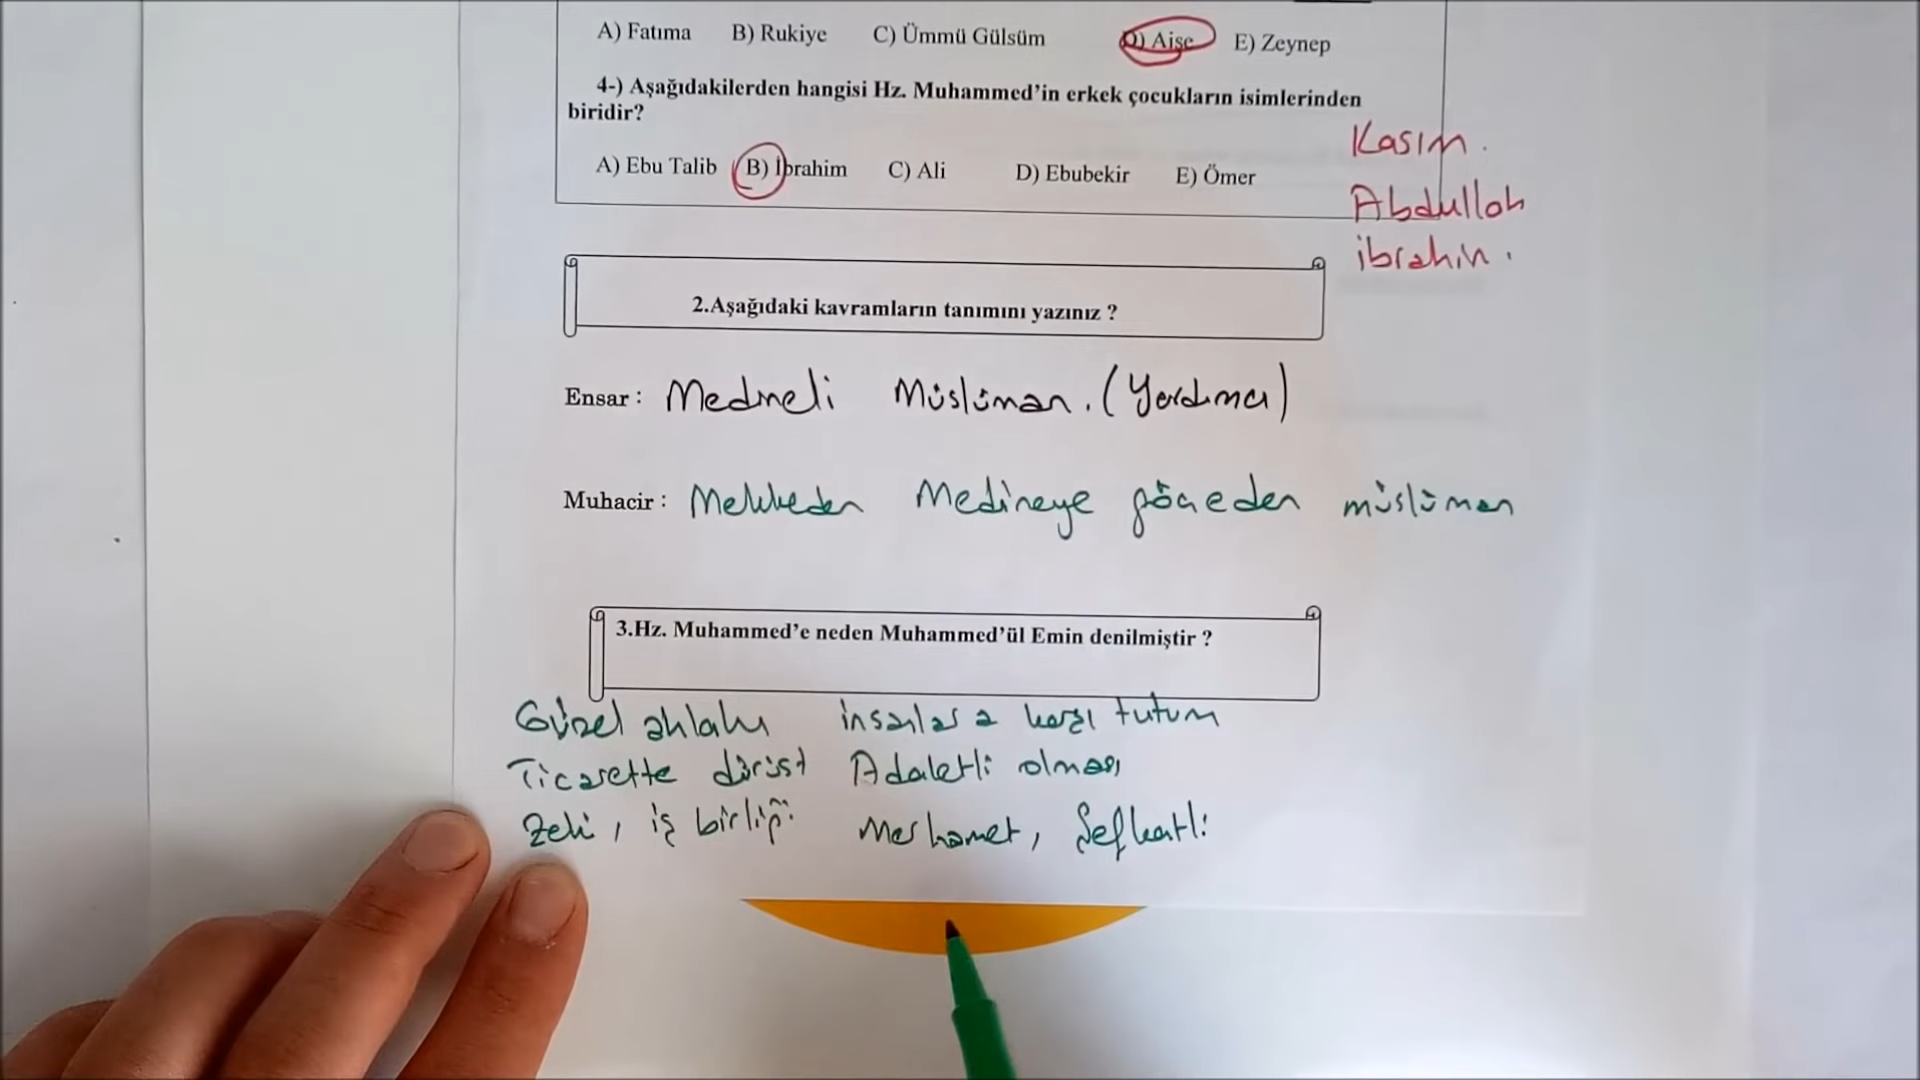 A) Fatıma B) Rukiye C) Ümmü Gülsüm D) Aişe E) Zeynep
4-) Aşağıdakilerden hangisi Hz. Muhammed'in erkek çocukların isimlerinden
biridir?
A) Ebu Talib B) İbrahim C) Ali D) Ebubekir E) Ömer
Kasım.
Abdullah
ibrahim.
2.Aşağıdaki kavramların tanımını yazınız ?
Ensar : Medineli Müslüman. (Yardımcı)
Muhacir : Mekkeden Medineye göçeden müslüman
3.Hz. Muhammed'e neden Muhammed'ül Emin denilmiştir ?
Güzel ahlakı insanlara karşı tutum
Ticarette dürüst Adaletli olması
Zeki, iş birliği Merhamet, Şefkatli